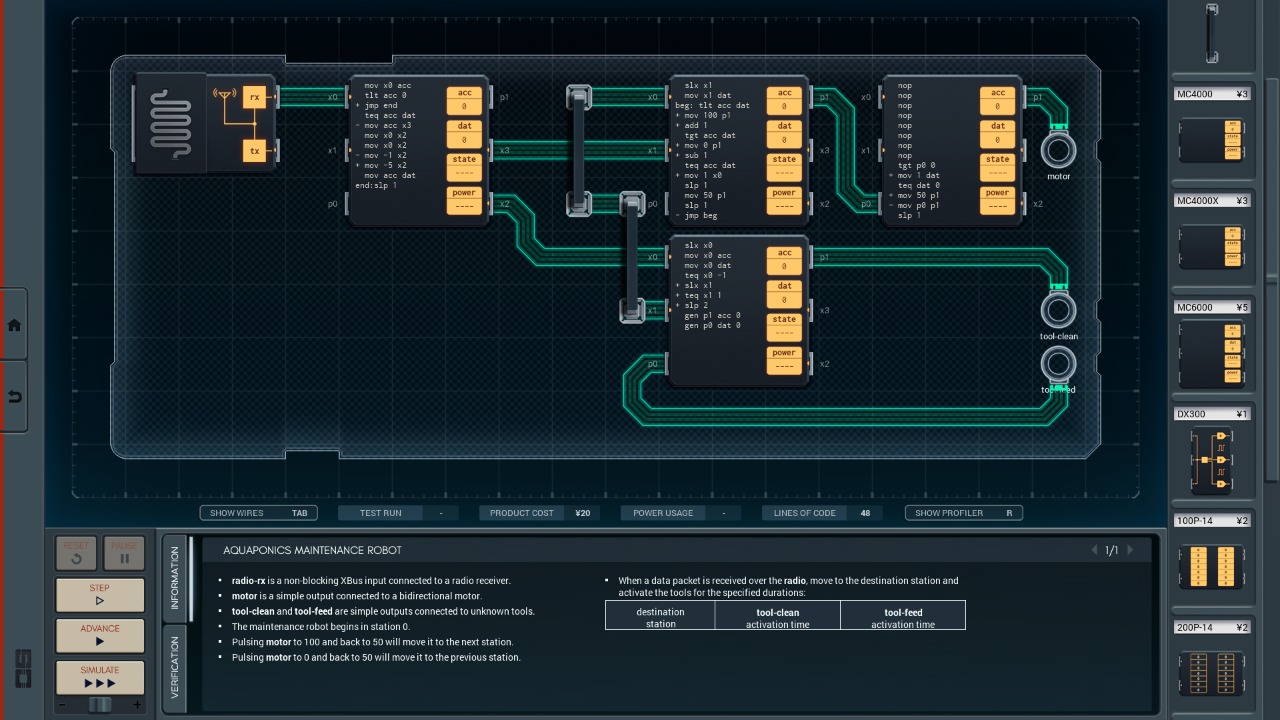 rx
tx
x0
x1
p0
mov x0 acc
tlt acc 0
+ jmp end
teq acc dat
- mov acc x3
- mov x0 x2
- mov x0 x2
- mov -1 x2
+ mov -5 x2
mov acc dat
end:slp 1
acc
0
dat
0
state
----
power
----
p1
x3
x2
x0
x1
p0
slx x1
mov x1 dat
beg: tlt acc dat
+ mov 100 p1
+ add 1
tgt acc dat
+ mov 0 p1
+ sub 1
teq acc dat
+ mov 1 x0
slp 1
mov 50 p1
slp 1
- jmp beg
acc
0
dat
0
state
----
power
----
p1
x3
x2
x0
x1
p0
nop
nop
nop
nop
nop
nop
nop
nop
tgt p0 0
+ mov 1 dat
teq dat 0
+ mov 50 p1
- mov p0 p1
slp 1
acc
0
dat
0
state
----
power
----
p1
x2
motor
x0
x1
p0
slx x0
mov x0 acc
mov x0 dat
teq x0 -1
+ slx x1
+ teq x1 1
+ slp 2
gen p1 acc 0
gen p0 dat 0
acc
0
dat
0
state
----
power
----
p1
x3
x2
tool-clean
MC4000 ¥3
MC4000X ¥3
MC6000 ¥5
DX300 ¥1
100P-14 ¥2
200P-14 ¥2
SHOW WIRES TAB
TEST RUN -
PRODUCT COST ¥20
POWER USAGE -
LINES OF CODE 48
SHOW PROFILER R
RESET
PAUSE
STEP
ADVANCE
SIMULATE
- +
INFORMATION
VERIFICATION
AQUAPONICS MAINTENANCE ROBOT
1/1
▪ radio-rx is a non-blocking XBus input connected to a radio receiver.
▪ motor is a simple output connected to a bidirectional motor.
▪ tool-clean and tool-feed are simple outputs connected to unknown tools.
▪ The maintenance robot begins in station 0.
▪ Pulsing motor to 100 and back to 50 will move it to the next station.
▪ Pulsing motor to 0 and back to 50 will move it to the previous station.
▪ When a data packet is received over the radio, move to the destination station and
activate the tools for the specified durations:
destination station
tool-clean activation time
tool-feed activation time